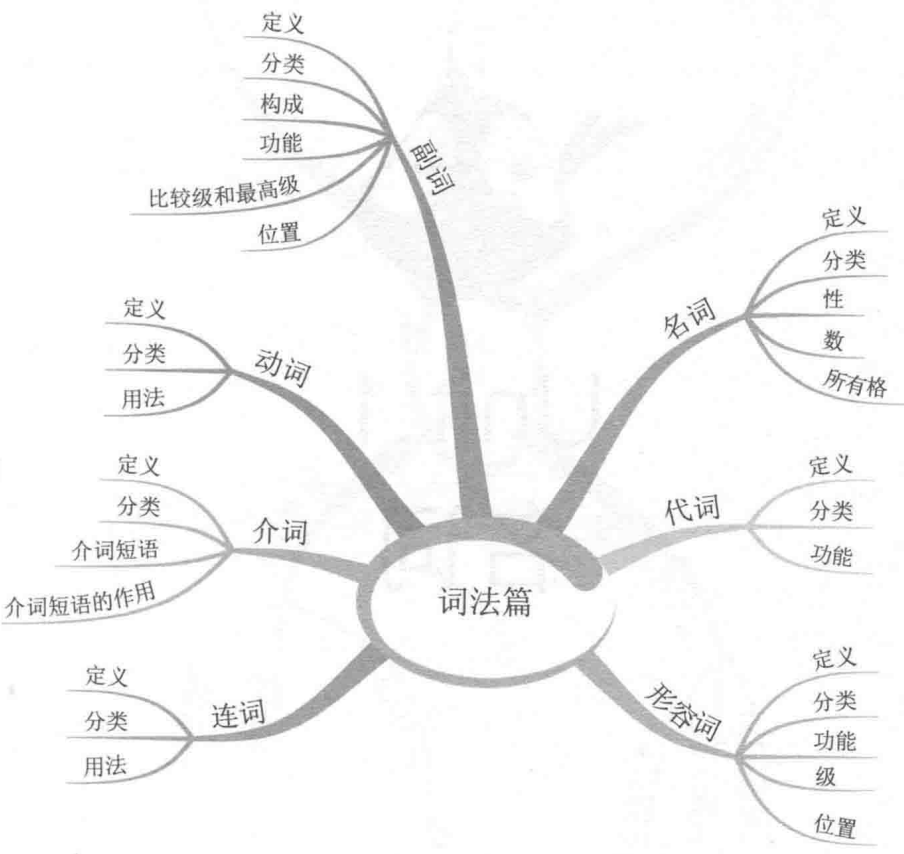 词法篇
副词
定义
分类
构成
功能
比较级和最高级
位置
名词
定义
分类
性
数
所有格
动词
定义
分类
用法
代词
定义
分类
功能
介词
定义
分类
介词短语
介词短语的作用
形容词
定义
分类
功能
级
位置
连词
定义
分类
用法